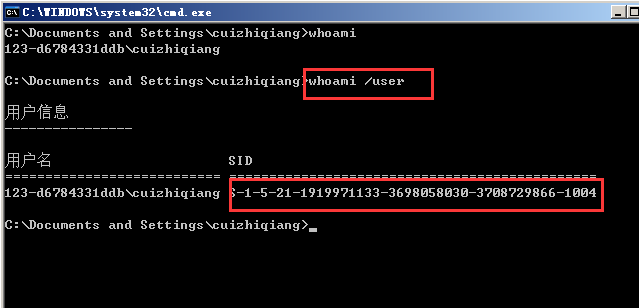 C:\WINDOWS\system32\cmd.exe
C:\Documents and Settings\cuizhiqiang>whoami
123-d6784331ddb\cuizhiqiang
C:\Documents and Settings\cuizhiqiang>whoami /user
用户信息
----------------
用户名 SID
=========================== ==============================================
123-d6784331ddb\cuizhiqiang S-1-5-21-1919971133-3698058030-3708729866-1004
C:\Documents and Settings\cuizhiqiang>_